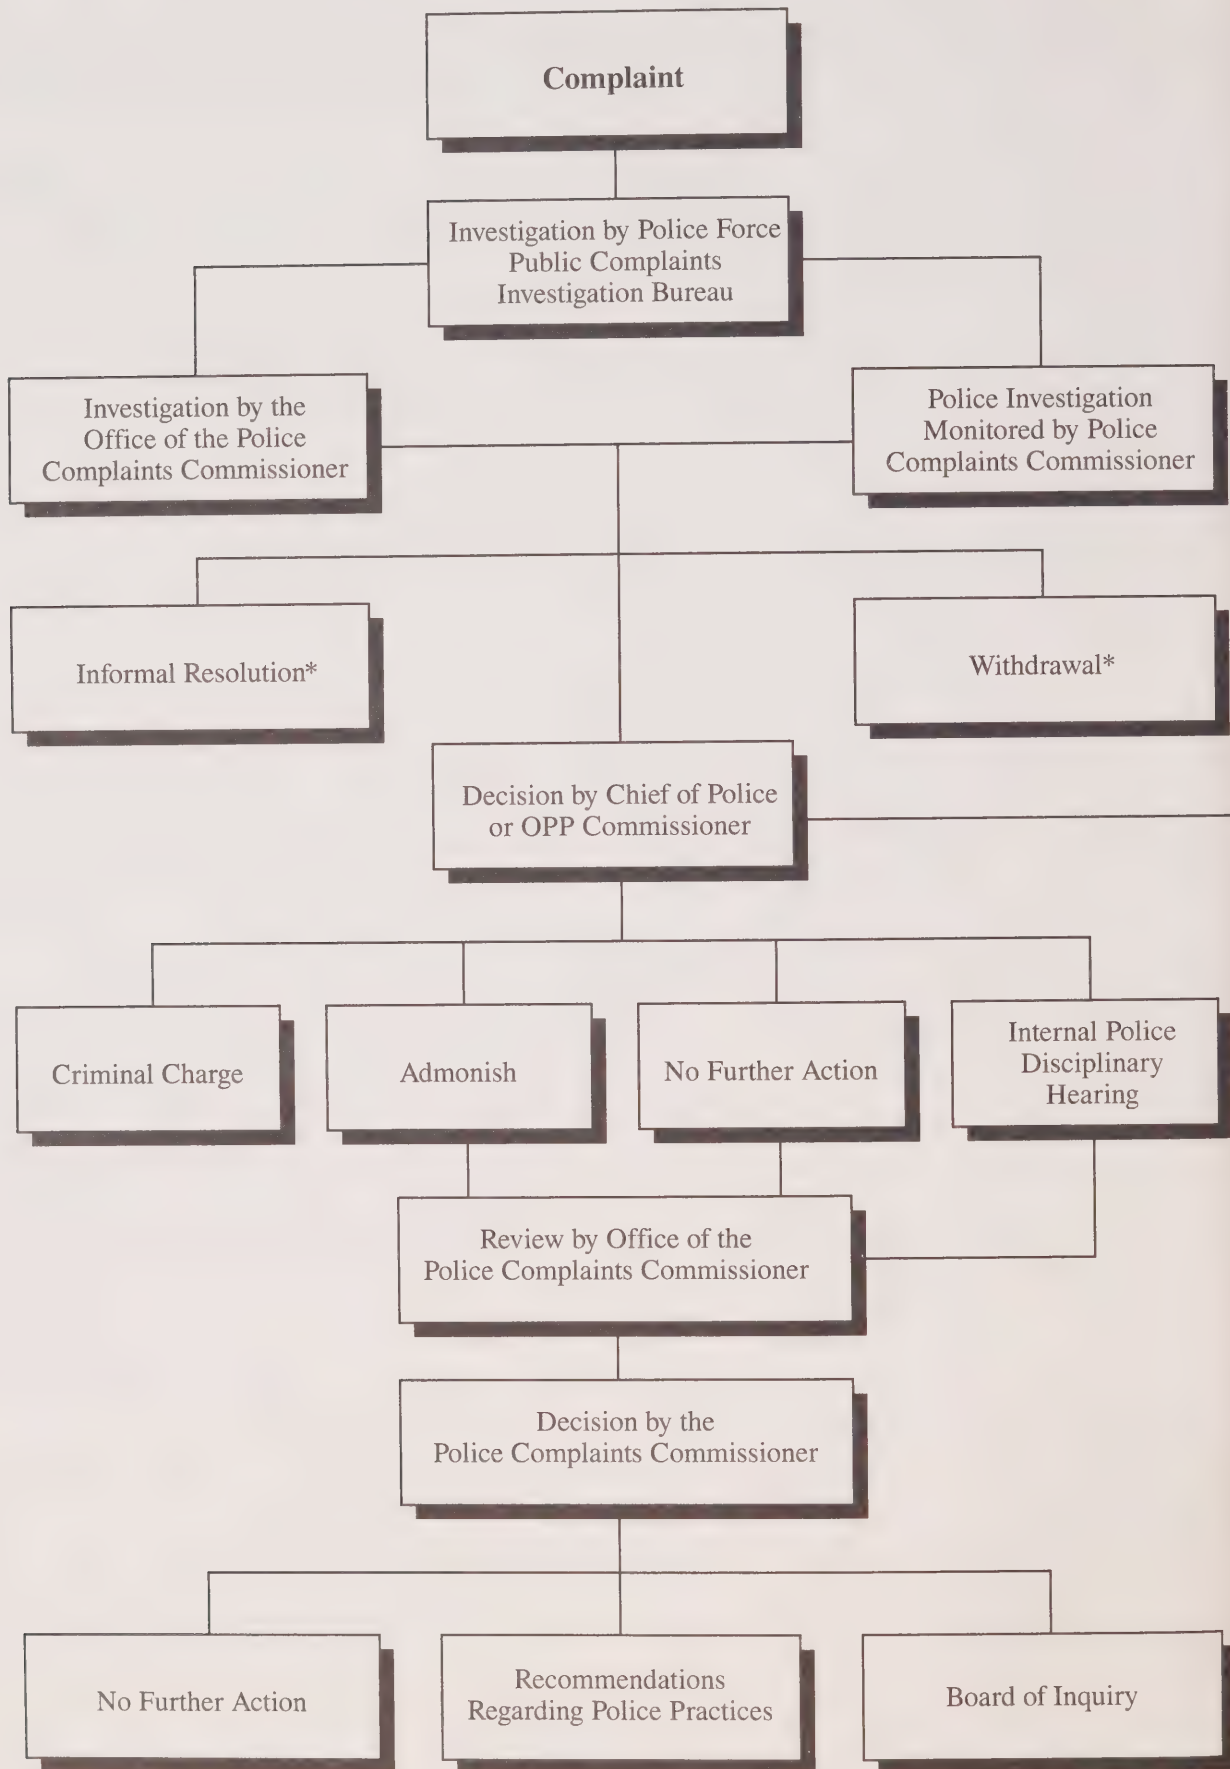 Complaint
Investigation by Police Force
Public Complaints
Investigation Bureau
Investigation by the
Office of the Police
Complaints Commissioner
Police Investigation
Monitored by Police
Complaints Commissioner
Informal Resolution*
Withdrawal*
Decision by Chief of Police
or OPP Commissioner
Criminal Charge
Admonish
No Further Action
Internal Police
Disciplinary
Hearing
Review by Office of the
Police Complaints Commissioner
Decision by the
Police Complaints Commissioner
No Further Action
Recommendations
Regarding Police Practices
Board of Inquiry